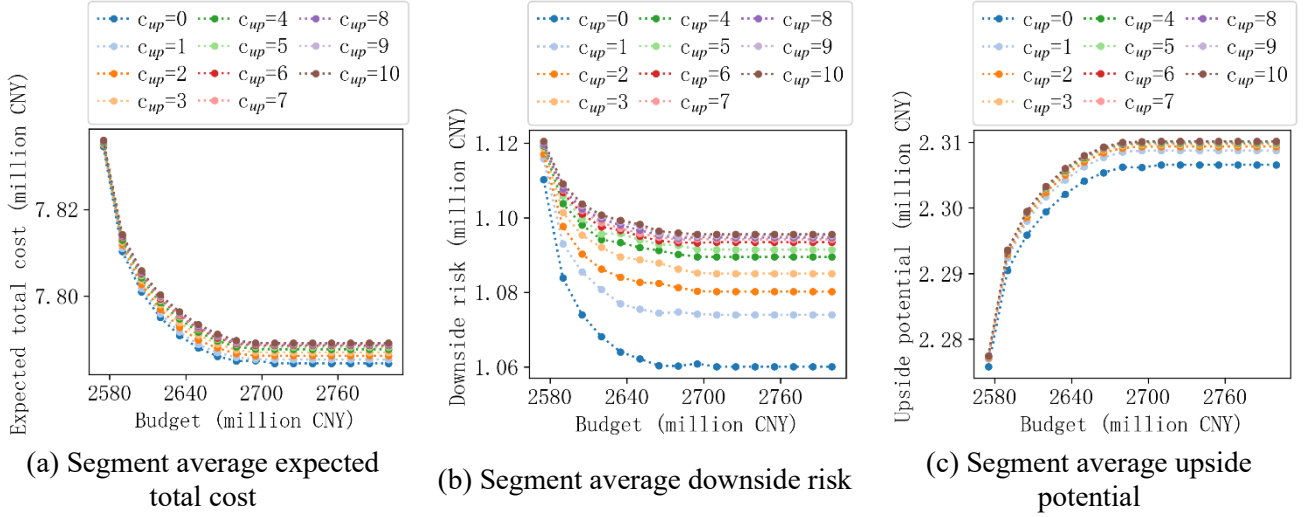 c_up=0 c_up=4 c_up=8
c_up=1 c_up=5 c_up=9
c_up=2 c_up=6 c_up=10
c_up=3 c_up=7
Expected total cost (million CNY)
7.82
7.80
2580 2640 2700 2760
Budget (million CNY)
(a) Segment average expected
total cost
c_up=0 c_up=4 c_up=8
c_up=1 c_up=5 c_up=9
c_up=2 c_up=6 c_up=10
c_up=3 c_up=7
Downside risk (million CNY)
1.12
1.10
1.08
1.06
2580 2640 2700 2760
Budget (million CNY)
(b) Segment average downside risk
c_up=0 c_up=4 c_up=8
c_up=1 c_up=5 c_up=9
c_up=2 c_up=6 c_up=10
c_up=3 c_up=7
Upside potential (million CNY)
2.31
2.30
2.29
2.28
2580 2640 2700 2760
Budget (million CNY)
(c) Segment average upside
potential